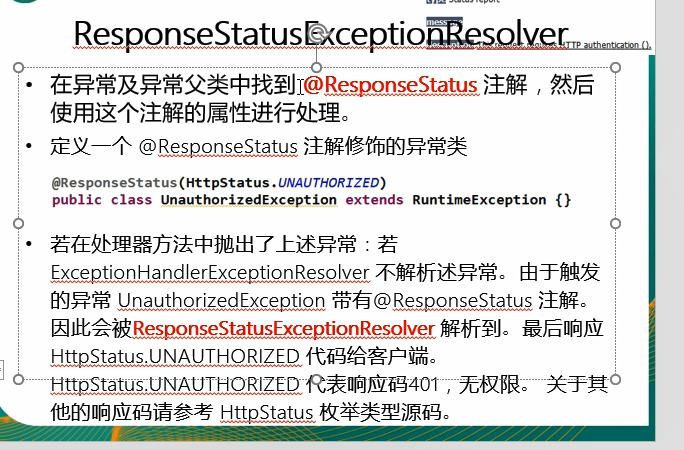 Status report
message
The request requires HTTP authentication ().
ResponseStatusExceptionResolver
• 在异常及异常父类中找到 @ResponseStatus 注解，然后
使用这个注解的属性进行处理。
• 定义一个 @ResponseStatus 注解修饰的异常类
@ResponseStatus(HttpStatus.UNAUTHORIZED)
public class UnauthorizedException extends RuntimeException {}
• 若在处理器方法中抛出了上述异常：若
ExceptionHandlerExceptionResolver 不解析述异常。由于触发
的异常 UnauthorizedException 带有@ResponseStatus 注解。
因此会被ResponseStatusExceptionResolver 解析到。最后响应
HttpStatus.UNAUTHORIZED 代码给客户端。
HttpStatus.UNAUTHORIZED 代表响应码401，无权限。 关于其
他的响应码请参考 HttpStatus 枚举类型源码。